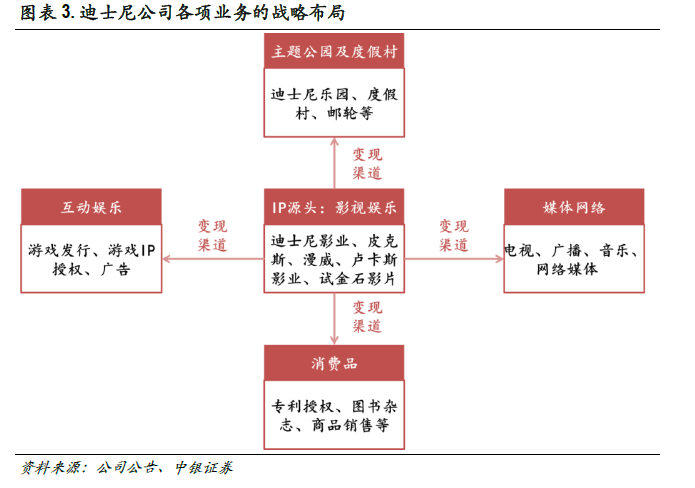 图表 3.迪士尼公司各项业务的战略布局
主题公园及度假村
迪士尼乐园、度假
村、邮轮等
变现
渠道
互动娱乐
游戏发行、游戏IP
授权、广告
变现
渠道
IP源头：影视娱乐
迪士尼影业、皮克
斯、漫威、卢卡斯
影业、试金石影片
变现
渠道
媒体网络
电视、广播、音乐、
网络媒体
变现
渠道
消费品
专利授权、图书杂
志、商品销售等
资料来源：公司公告、中银证券